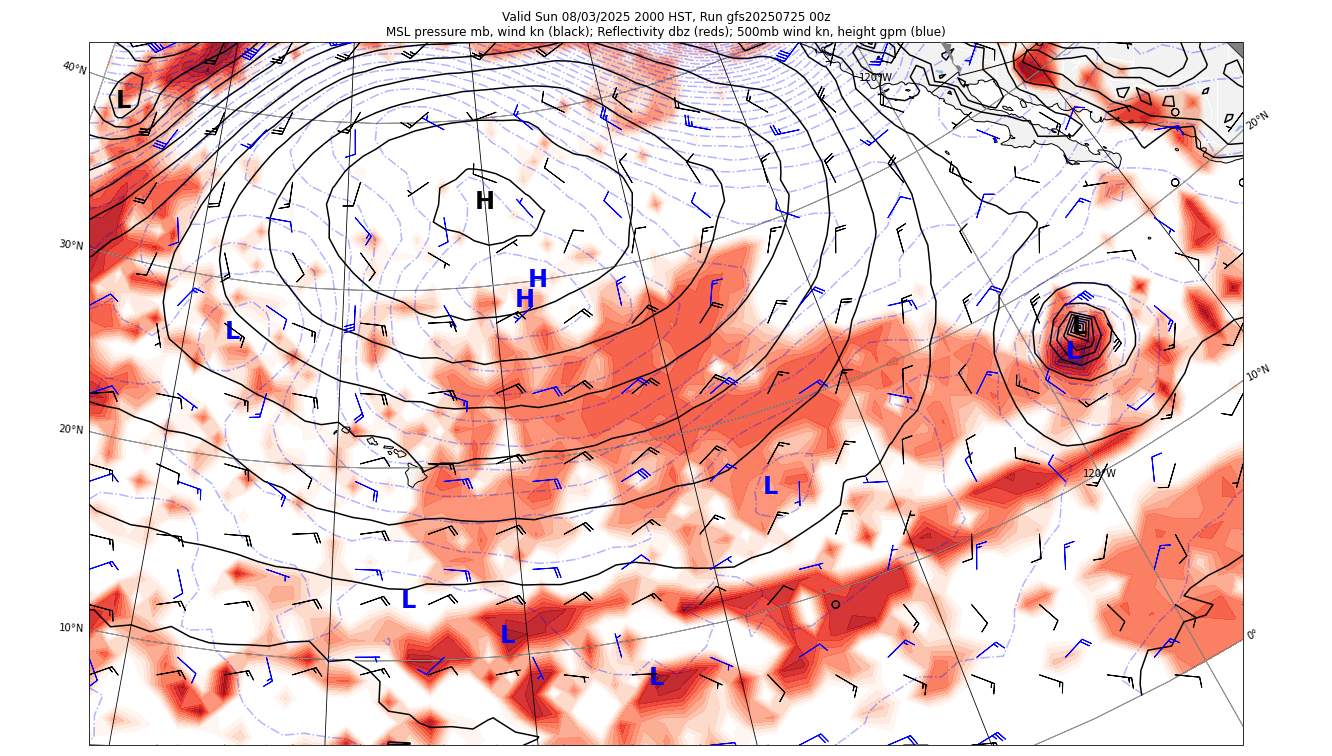 Valid Sun 08/03/2025 2000 HST, Run gfs20250725 00z
MSL pressure mb, wind kn (black); Reflectivity dbz (reds); 500mb wind kn, height gpm (blue)
40°N
120°W
20°N
L
H
30°N
H
H
L
L
L
10°N
20°N
120°W
L
L
10°N
L
0°
L